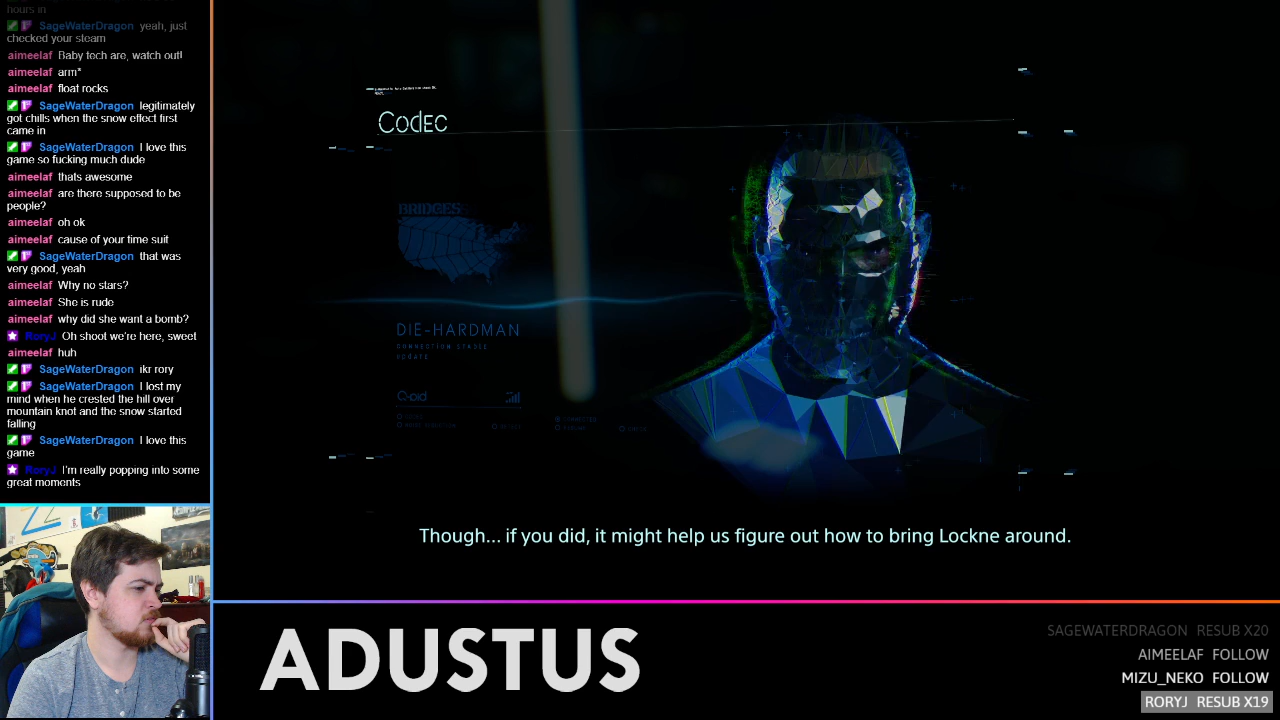 hours in
SageWaterDragon yeah, just
checked your steam
aimeelaf Baby tech are, watch out!
aimeelaf arm*
aimeelaf float rocks
SageWaterDragon legitimately
got chills when the snow effect first
came in
SageWaterDragon I love this
game so fucking much dude
aimeelaf thats awesome
aimeelaf are there supposed to be
people?
aimeelaf oh ok
aimeelaf cause of your time suit
SageWaterDragon that was
very good, yeah
aimeelaf Why no stars?
aimeelaf She is rude
aimeelaf why did she want a bomb?
RoryJ Oh shoot we're here, sweet
aimeelaf huh
SageWaterDragon ikr rory
SageWaterDragon I lost my
mind when he crested the hill over
mountain knot and the snow started
falling
SageWaterDragon I love this
game
RoryJ I'm really popping into some
great moments
Codec
BRIDGES
DIE-HARDMAN
connection stable
update
Though... if you did, it might help us figure out how to bring Lockne around.
ADUSTUS
SAGEWATERDRAGON RESUB X20
AIMEELAF FOLLOW
MIZU_NEKO FOLLOW
RORYJ RESUB X19